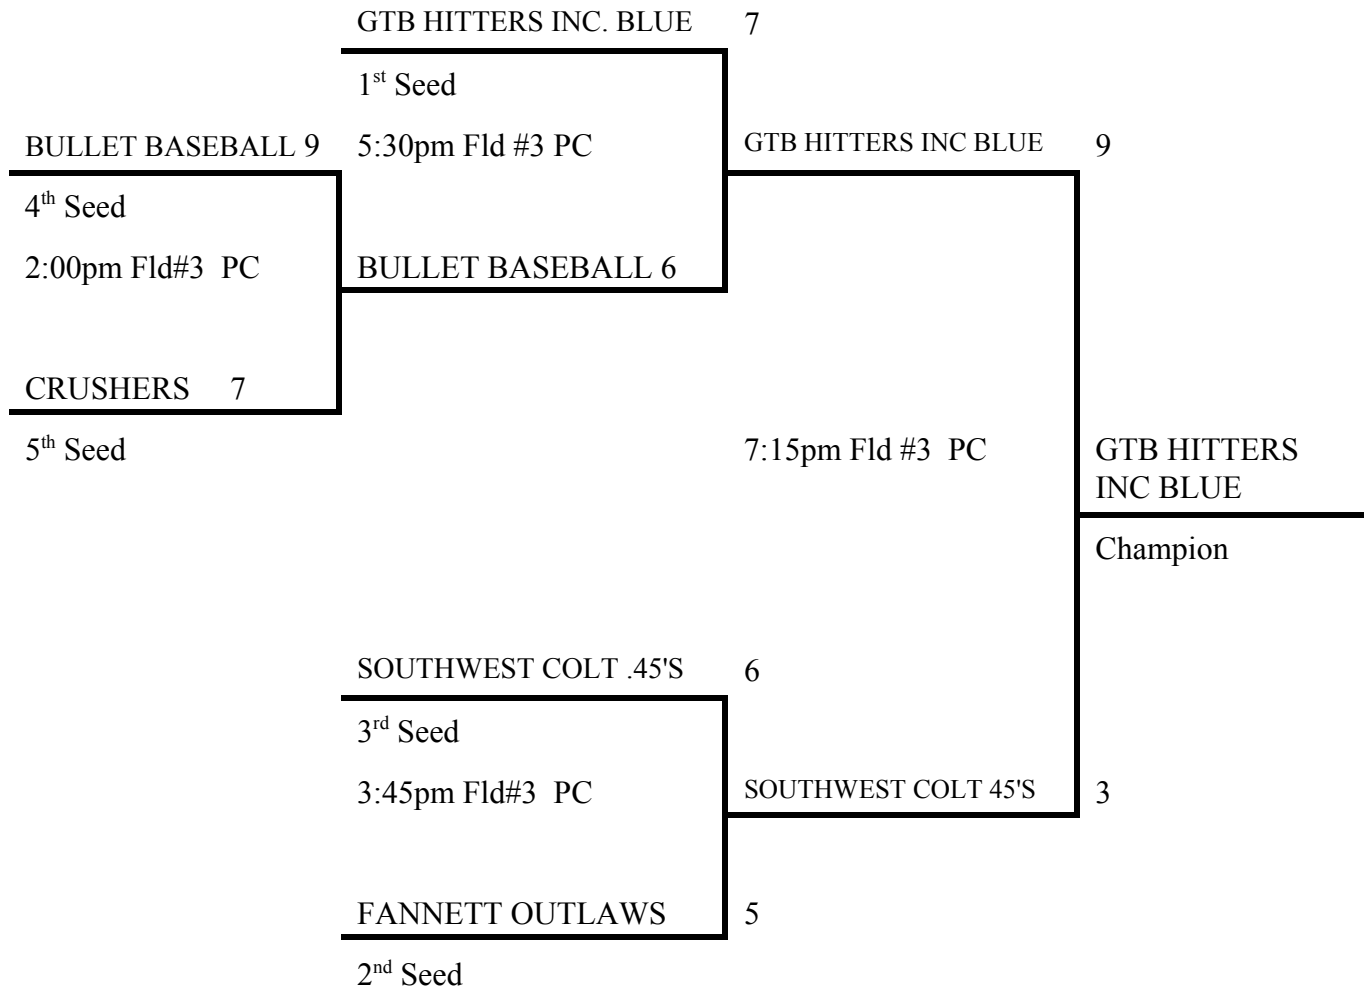 GTB HITTERS INC. BLUE 7
1st Seed
BULLET BASEBALL 9 5:30pm Fld #3 PC GTB HITTERS INC BLUE 9
4th Seed
2:00pm Fld#3 PC BULLET BASEBALL 6
CRUSHERS 7
5th Seed 7:15pm Fld #3 PC GTB HITTERS
INC BLUE
Champion
SOUTHWEST COLT .45'S 6
3rd Seed
3:45pm Fld#3 PC SOUTHWEST COLT 45'S 3
FANNETT OUTLAWS 5
2nd Seed